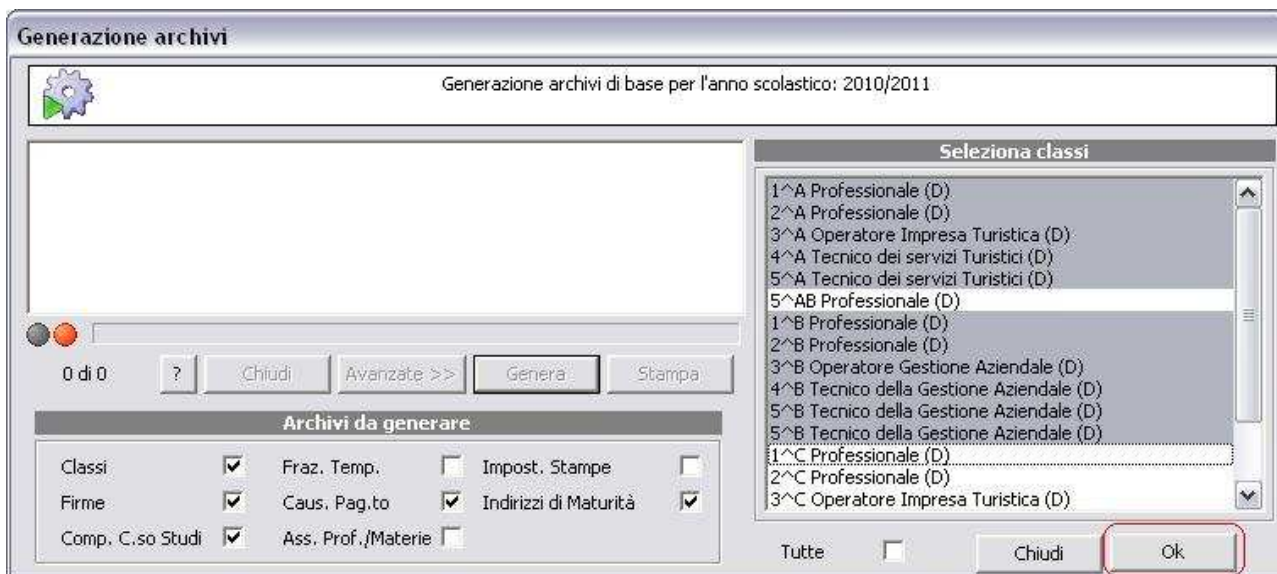 Generazione archivi
Generazione archivi di base per l'anno scolastico: 2010/2011
0 di 0
?
Chiudi
Avanzate >>
Genera
Stampa
Archivi da generare
Classi
Fraz. Temp.
Impost. Stampe
Firme
Caus. Pag.to
Indirizzi di Maturità
Comp. C.so Studi
Ass. Prof./Materie
Seleziona classi
1^A Professionale (D)
2^A Professionale (D)
3^A Operatore Impresa Turistica (D)
4^A Tecnico dei servizi Turistici (D)
5^A Tecnico dei servizi Turistici (D)
5^AB Professionale (D)
1^B Professionale (D)
2^B Professionale (D)
3^B Operatore Gestione Aziendale (D)
4^B Tecnico della Gestione Aziendale (D)
5^B Tecnico della Gestione Aziendale (D)
5^B Tecnico della Gestione Aziendale (D)
1^C Professionale (D)
2^C Professionale (D)
3^C Operatore Impresa Turistica (D)
Tutte
Chiudi
Ok